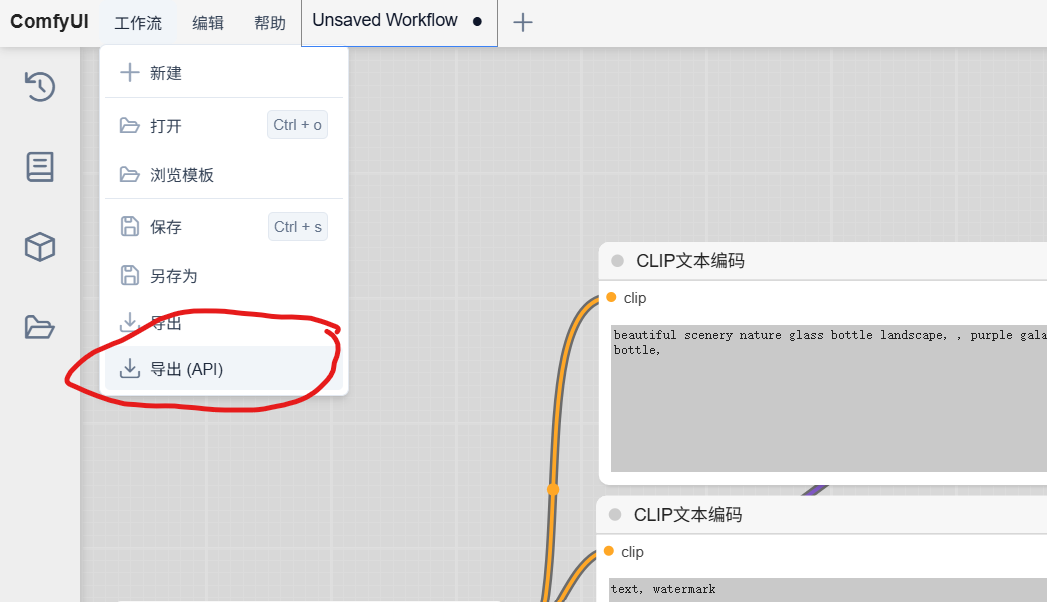 ComfyUI 工作流 编辑 帮助 Unsaved Workflow
新建
打开 Ctrl + o
浏览模板
保存 Ctrl + s
另存为
导出
导出 (API)
CLIP文本编码
clip
beautiful scenery nature glass bottle landscape, , purple gala
bottle,
CLIP文本编码
clip
text, watermark